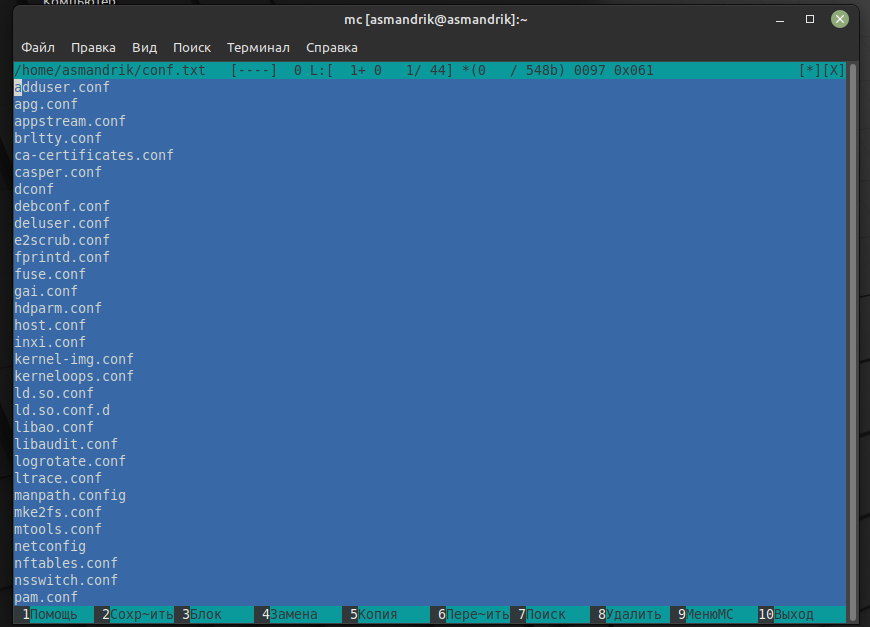 Компьютер
mc [asmandrik@asmandrik]:~
Файл Правка Вид Поиск Терминал Справка
/home/asmandrik/conf.txt [----] 0 L:[ 1+ 0 1/ 44] *(0 / 548b) 0097 0x061 [*][X]
adduser.conf
apg.conf
appstream.conf
brltty.conf
ca-certificates.conf
casper.conf
dconf
debconf.conf
deluser.conf
e2scrub.conf
fprintd.conf
fuse.conf
gai.conf
hdparm.conf
host.conf
inxi.conf
kernel-img.conf
kerneloops.conf
ld.so.conf
ld.so.conf.d
libao.conf
libaudit.conf
logrotate.conf
ltrace.conf
manpath.config
mke2fs.conf
mtools.conf
netconfig
nftables.conf
nsswitch.conf
pam.conf
1Помощь 2Сохр~ить 3Блок 4Замена 5Копия 6Пере~ить 7Поиск 8Удалить 9МенюMC 10Выход